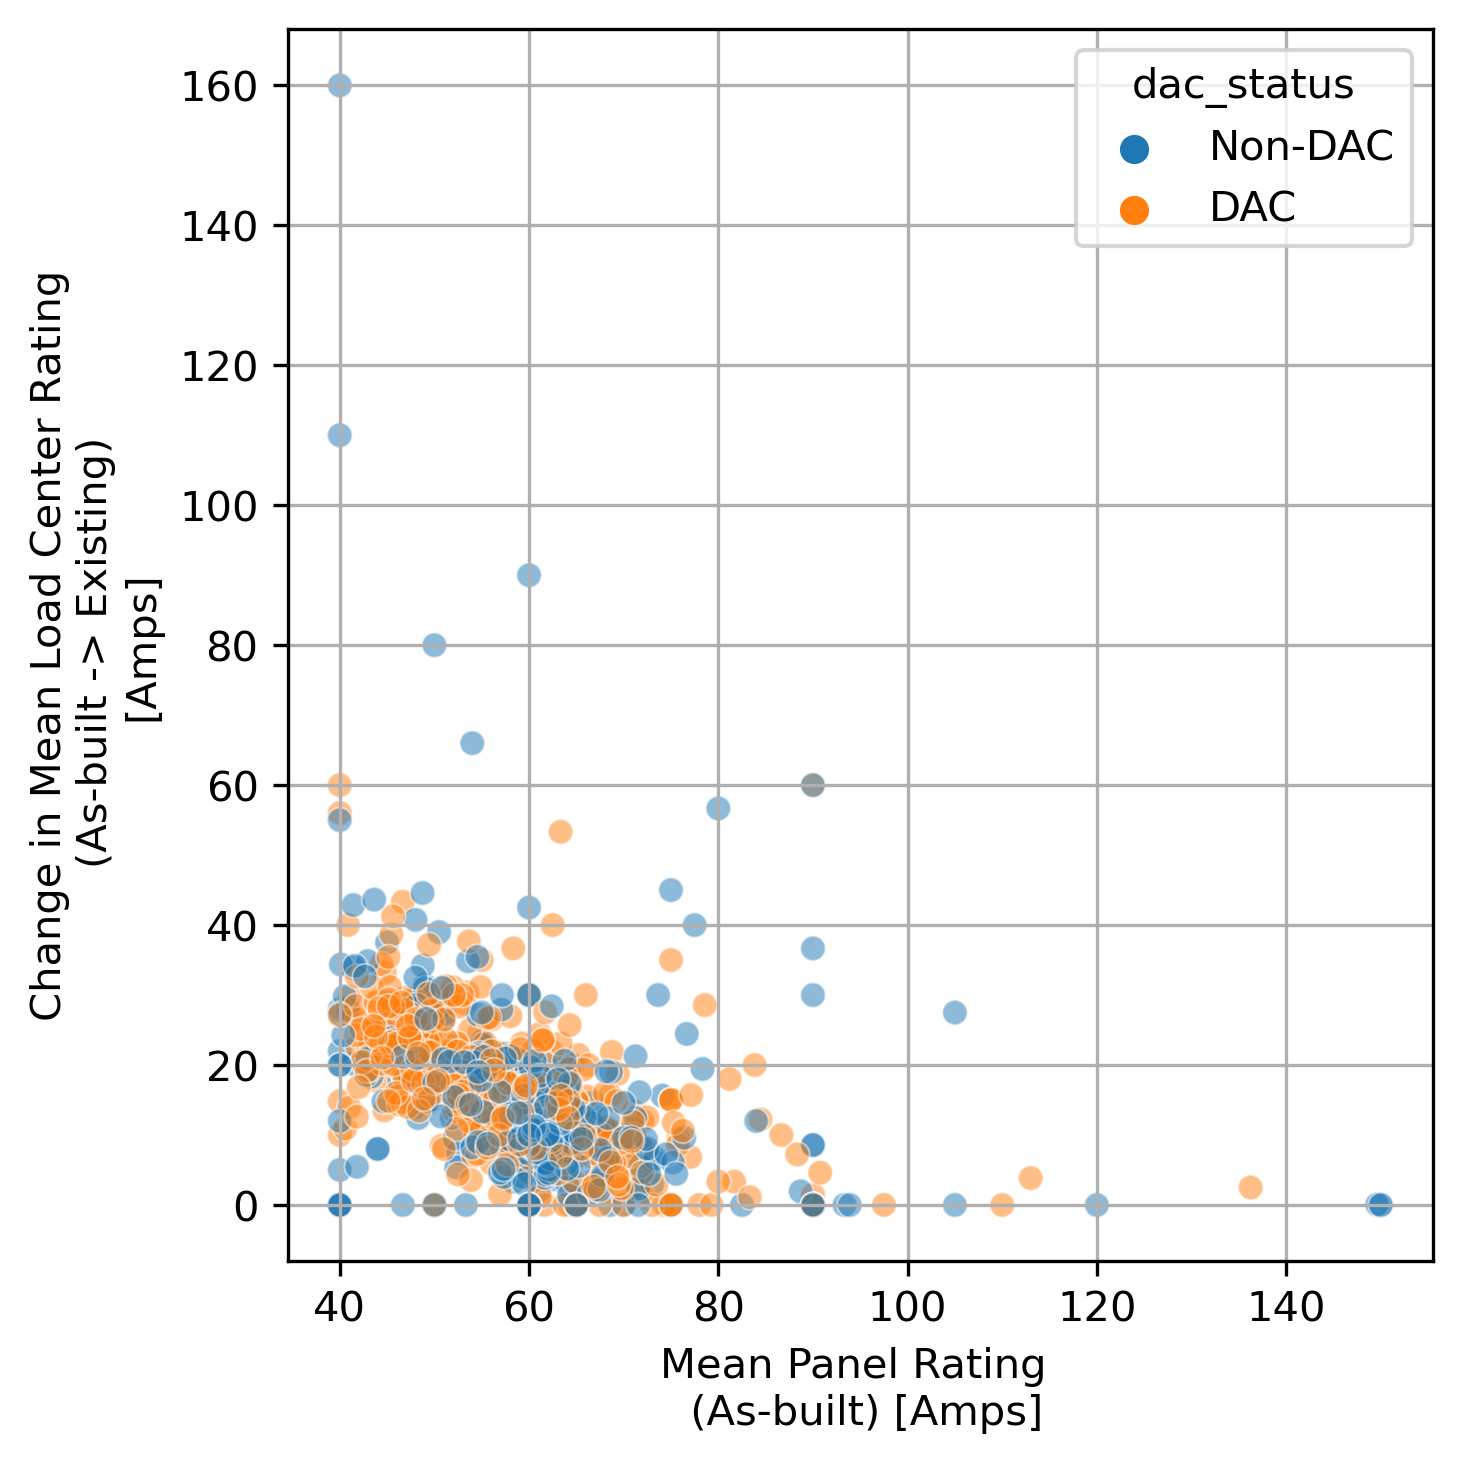 dac_status
Non-DAC
DAC
160
140
120
100
80
60
40
20
0
Change in Mean Load Center Rating
(As-built -> Existing)
[Amps]
40
60
80
100
120
140
Mean Panel Rating
(As-built) [Amps]